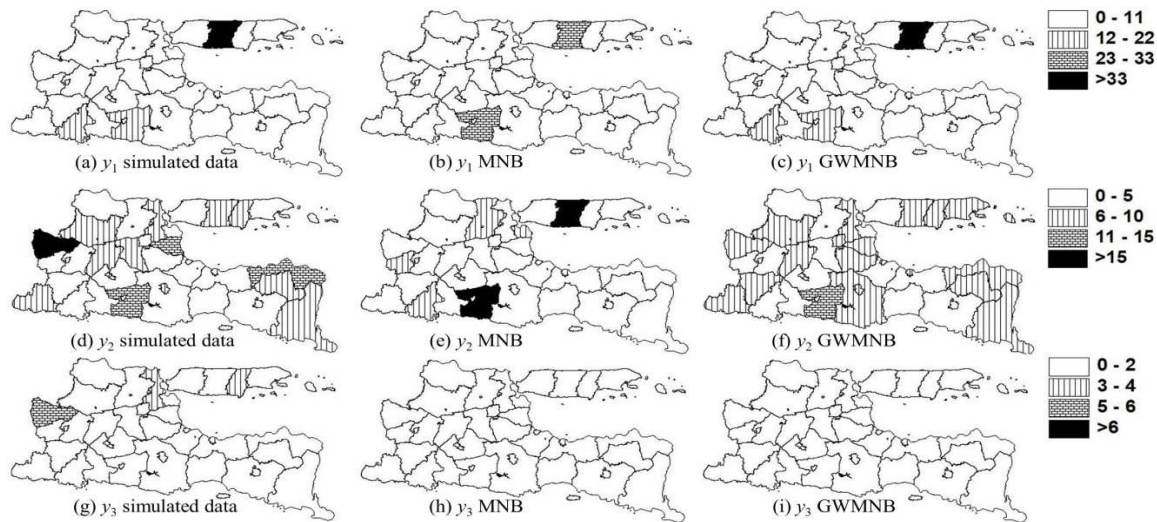 0 - 11
12 - 22
23 - 33
>33
(a) y₁ simulated data
(b) y₁ MNB
(c) y₁ GWMNB
0 - 5
6 - 10
11 - 15
>15
(d) y₂ simulated data
(e) y₂ MNB
(f) y₂ GWMNB
0 - 2
3 - 4
5 - 6
>6
(g) y₃ simulated data
(h) y₃ MNB
(i) y₃ GWMNB